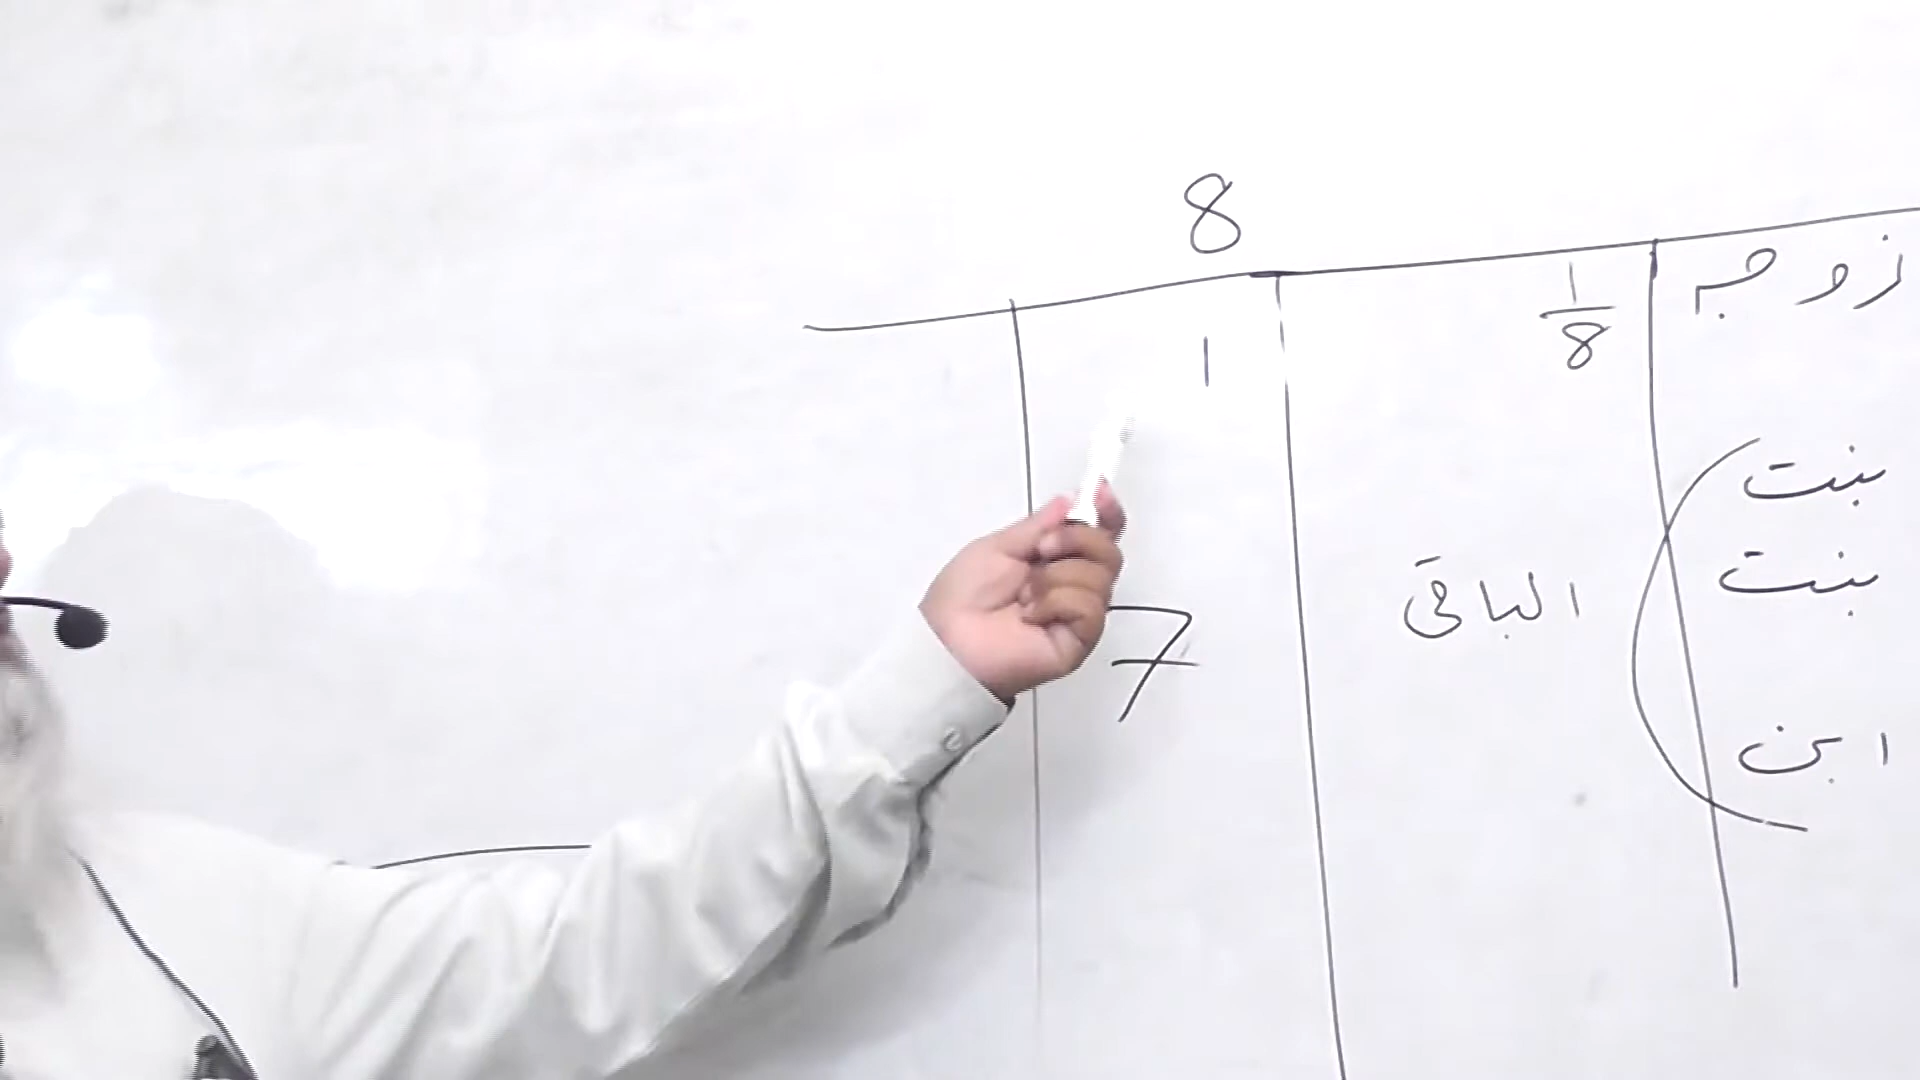 8
زوجہ 1/8 1
بنت
بنت الباقی 7
ابن